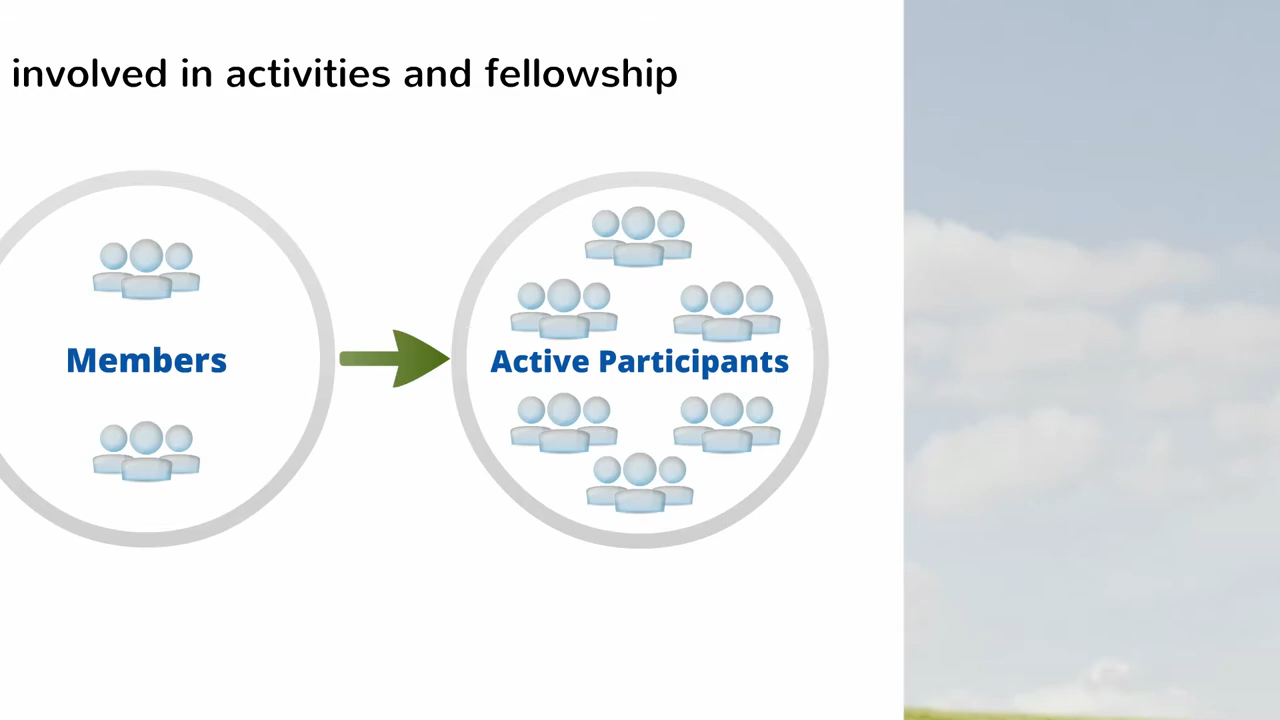 involved in activities and fellowship
Members
Active Participants